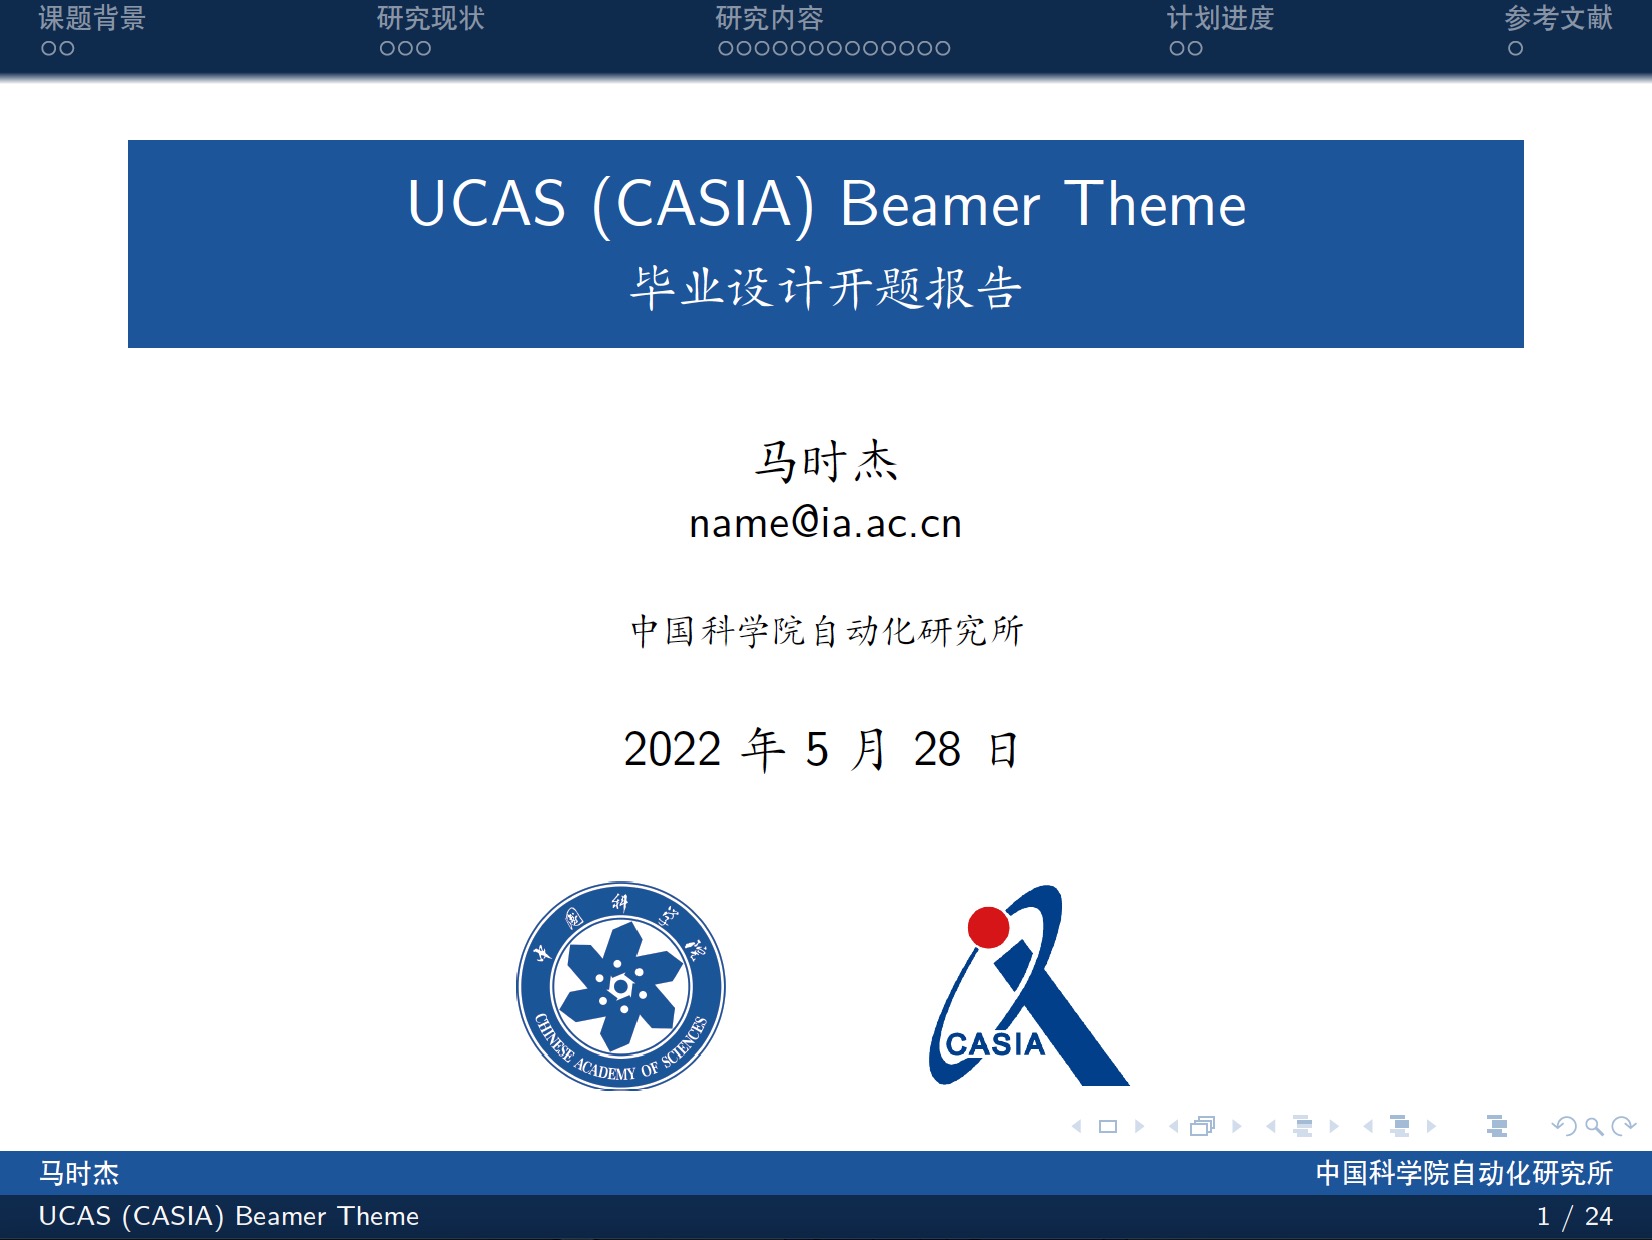 课题背景 研究现状 研究内容 计划进度 参考文献
UCAS (CASIA) Beamer Theme
毕业设计开题报告
马时杰
name@ia.ac.cn
中国科学院自动化研究所
2022 年 5 月 28 日
中國科学院
CHINESE ACADEMY OF SCIENCES
CASIA
马时杰 中国科学院自动化研究所
UCAS (CASIA) Beamer Theme 1 / 24